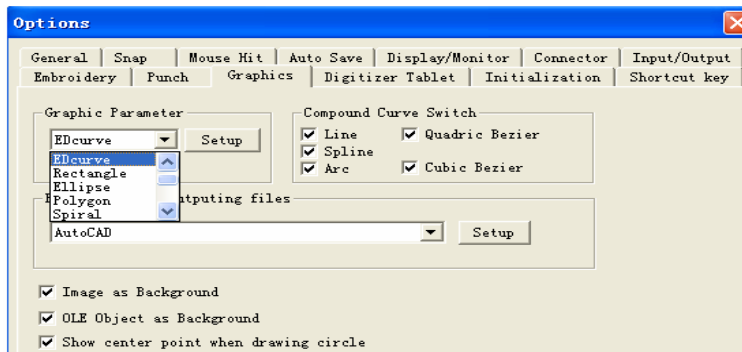 Options
General Snap Mouse Hit Auto Save Display/Monitor Connector Input/Output
Embroidery Punch Graphics Digitizer Tablet Initialization Shortcut key
Graphic Parameter
EDcurve
Setup
EDcurve
Rectangle
Ellipse
Polygon
Spiral
Compound Curve Switch
Line Quadric Bezier
Spline
Arc Cubic Bezier
files
AutoCAD
Setup
Image as Background
OLE Object as Background
Show center point when drawing circle